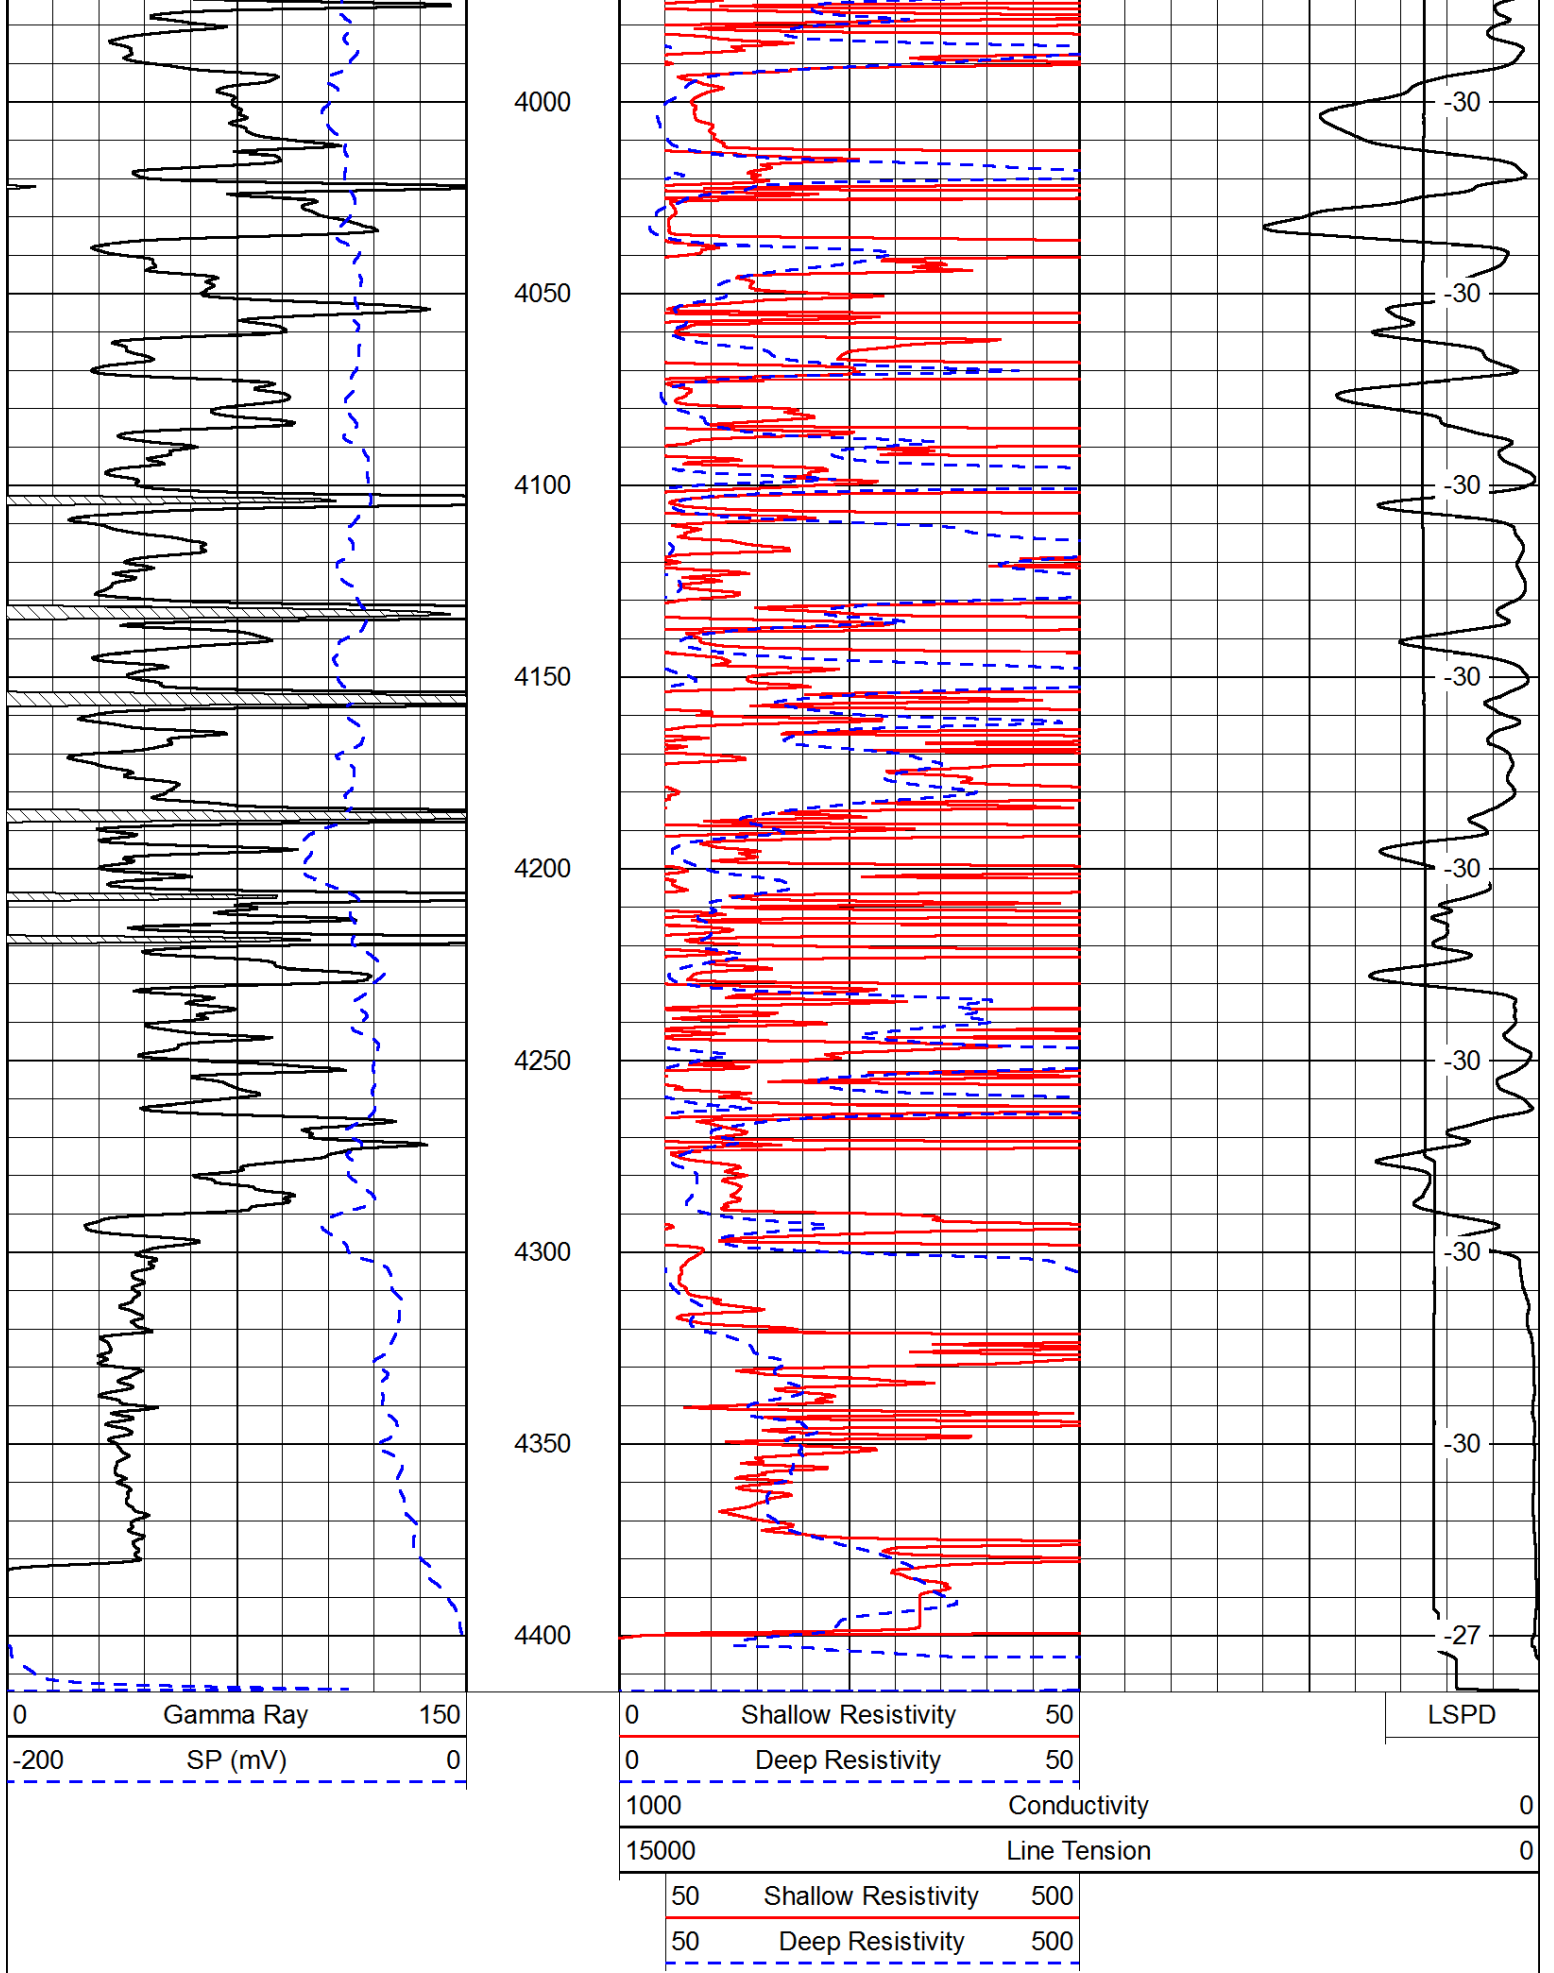 4000 -30
4050 -30
4100 -30
4150 -30
4200 -30
4250 -30
4300 -30
4350 -30
4400 -27
0 Gamma Ray 150
-200 SP (mV) 0
0 Shallow Resistivity 50
0 Deep Resistivity 50
1000 Conductivity 0
15000 Line Tension 0
50 Shallow Resistivity 500
50 Deep Resistivity 500
LSPD